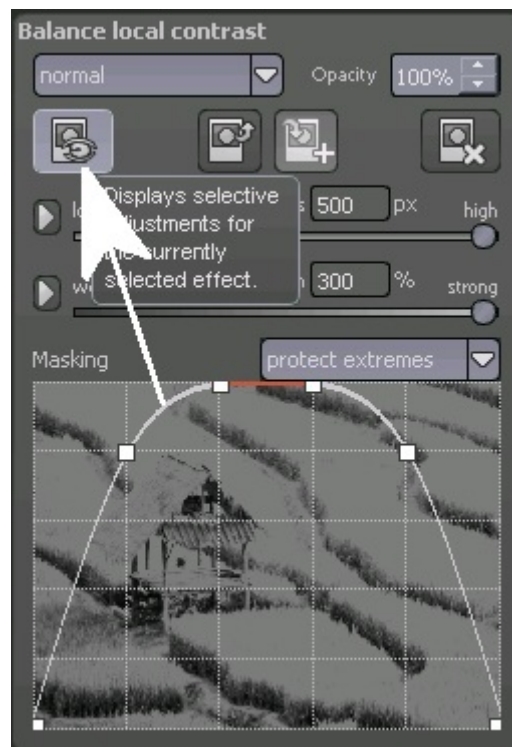 Balance local contrast
normal
Opacity 100%
Displays selective
adjustments for
the currently
selected effect.
500 px
high
300 %
strong
Masking
protect extremes